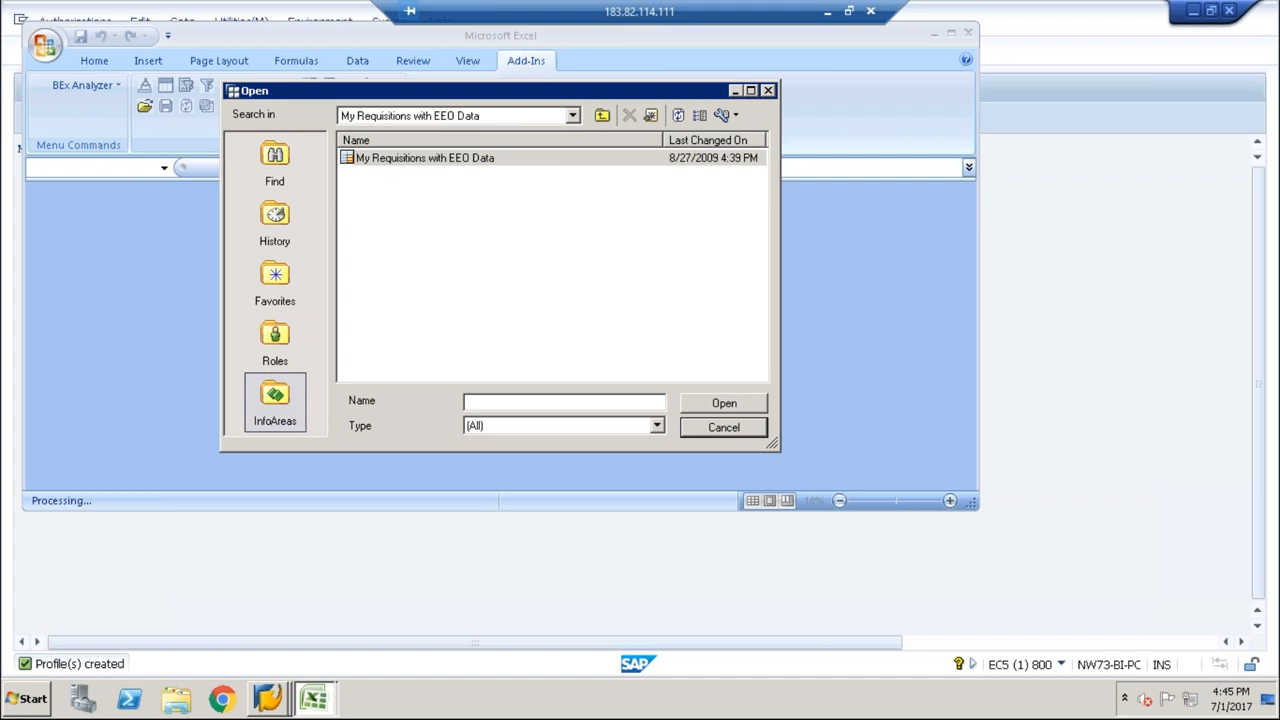 183.82.114.111
Microsoft Excel
Home Insert Page Layout Formulas Data Review View Add-Ins
BEx Analyzer
Menu Commands
Open
Search in My Requisitions with EEO Data
Name Last Changed On
My Requisitions with EEO Data 8/27/2009 4:39 PM
Find
History
Favorites
Roles
InfoAreas
Name Open
Type (All) Cancel
Processing...
10%
Profile(s) created SAP EC5 (1) 800 NW73-BI-PC INS
Start 4:45 PM
7/1/2017